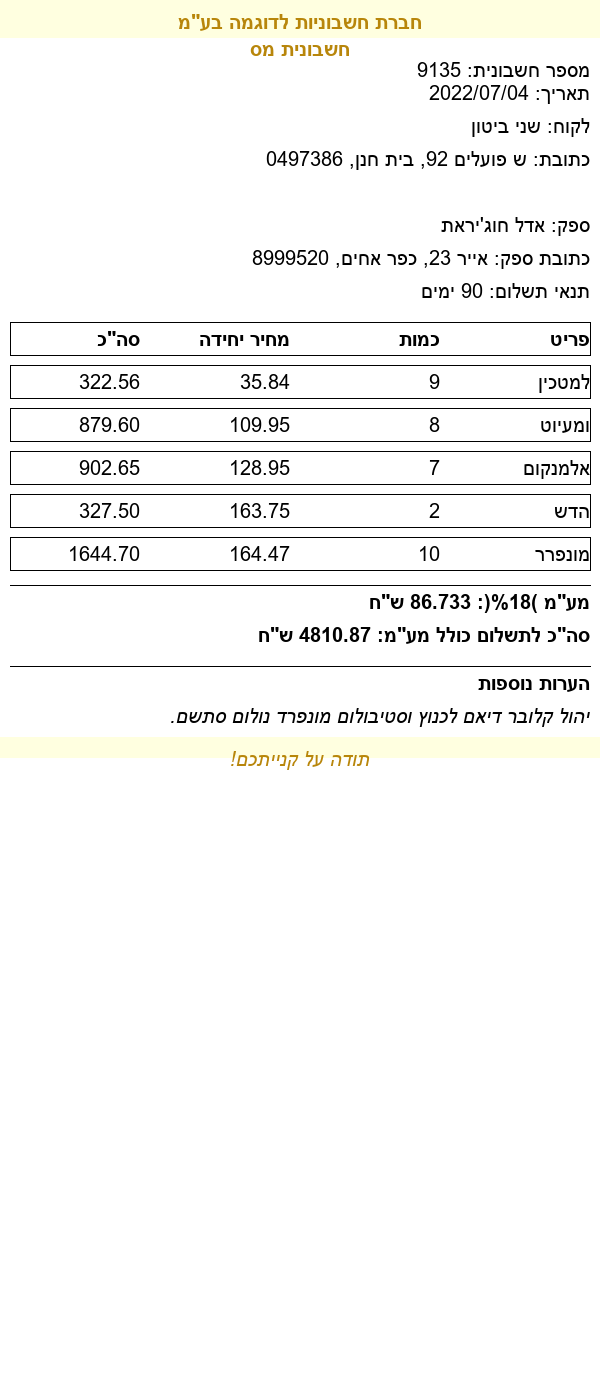 חברת חשבוניות לדוגמה בע"מ
חשבונית מס
מספר חשבונית: 9135
תאריך: 2022/07/04
לקוח: שני ביטון
כתובת: ש פועלים 92, בית חנן, 0497386
ספק: אדל חוג'יראת
כתובת ספק: אייר 23, כפר אחים, 8999520
תנאי תשלום: 90 ימים
פריט כמות מחיר יחידה סה"כ
למטכין 9 35.84 322.56
ומעיוט 8 109.95 879.60
אלמנקום 7 128.95 902.65
הדש 2 163.75 327.50
מונפרר 10 164.47 1644.70
מע"מ )18%(: 86.733 ש"ח
סה"כ לתשלום כולל מע"מ: 4810.87 ש"ח
הערות נוספות
יהול קלובר דיאם לכנוץ וסטיבולום מונפרד נולום סתשם.
תודה על קנייתכם!